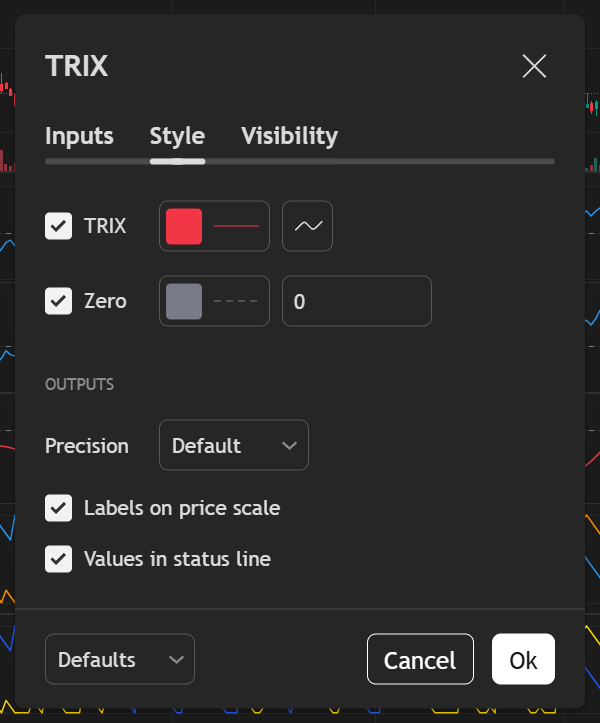 TRIX
Inputs Style Visibility
TRIX
Zero 0
OUTPUTS
Precision Default
Labels on price scale
Values in status line
Defaults Cancel Ok